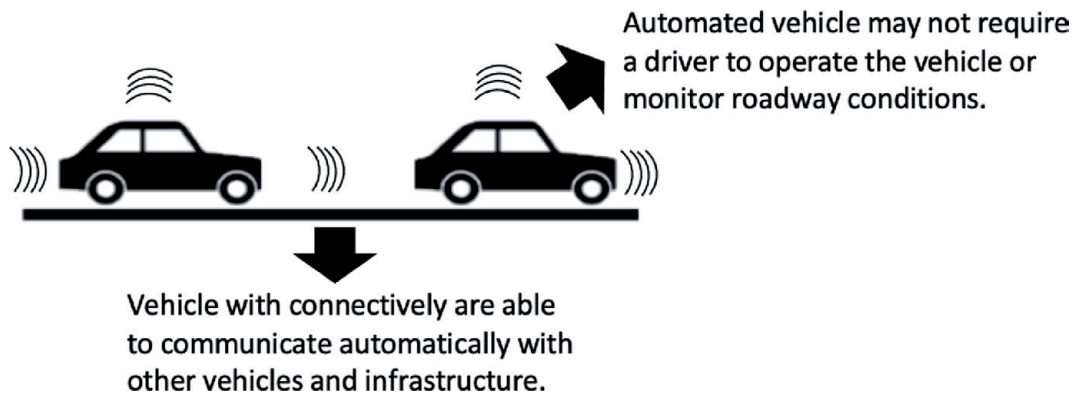 Automated vehicle may not require
a driver to operate the vehicle or
monitor roadway conditions.
Vehicle with connectively are able
to communicate automatically with
other vehicles and infrastructure.